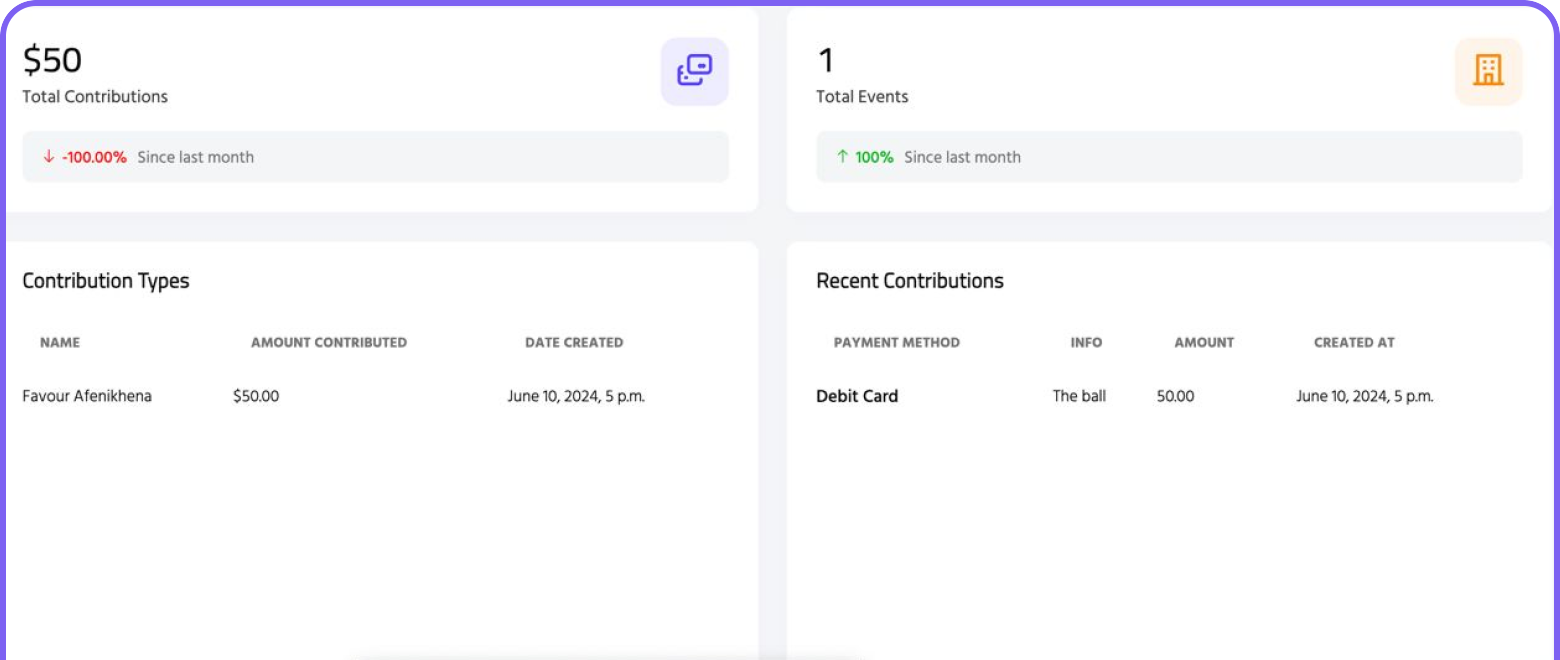 $50
Total Contributions
-100.00% Since last month
1
Total Events
100% Since last month
Contribution Types
NAME AMOUNT CONTRIBUTED DATE CREATED
Favour Afenikhena $50.00 June 10, 2024, 5 p.m.
Recent Contributions
PAYMENT METHOD INFO AMOUNT CREATED AT
Debit Card The ball 50.00 June 10, 2024, 5 p.m.